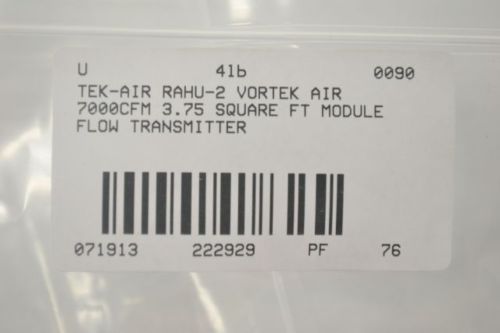 U 41b 0090
TEK-AIR RAHU-2 VORTEK AIR
7000CFM 3.75 SQUARE FT MODULE
FLOW TRANSMITTER
071913 222929 PF 76